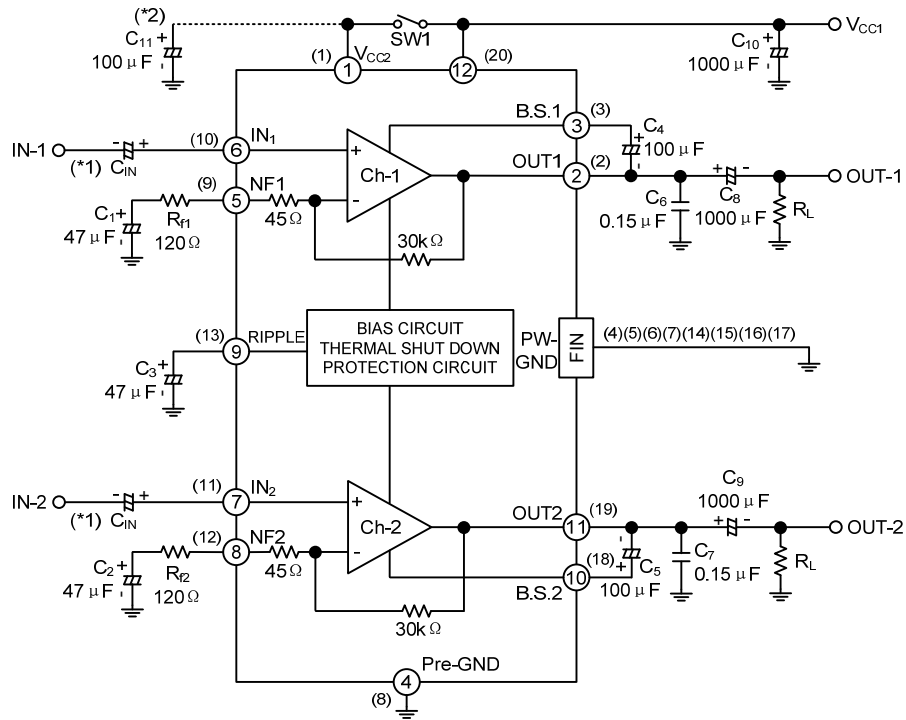 (*2)
C11
100 μF
+
(1)
VCC2
SW1
1
12
(20)
C10
+
1000 μF
VCC1
IN-1
(*1)
- +
CIN
(10)
6
IN1
+
-
Ch-1
B.S.1
3
(3)
C4
+
100 μF
OUT1
2
(2)
C6
0.15 μF
+ -
C8
1000 μF
RL
OUT-1
(9)
5
NF1
45Ω
30kΩ
C1
+
47 μF
Rf1
120Ω
(13)
9
RIPPLE
C3
+
47 μF
BIAS CIRCUIT
THERMAL SHUT DOWN
PROTECTION CIRCUIT
PW-
GND
FIN
(4)(5)(6)(7)(14)(15)(16)(17)
IN-2
(*1)
- +
CIN
(11)
7
IN2
+
-
Ch-2
OUT2
11
(19)
C9
1000 μF
+ -
OUT-2
(12)
8
NF2
45Ω
30kΩ
C2
+
47 μF
Rf2
120Ω
B.S.2
10
(18)
+
C5
100 μF
C7
0.15 μF
RL
Pre-GND
4
(8)